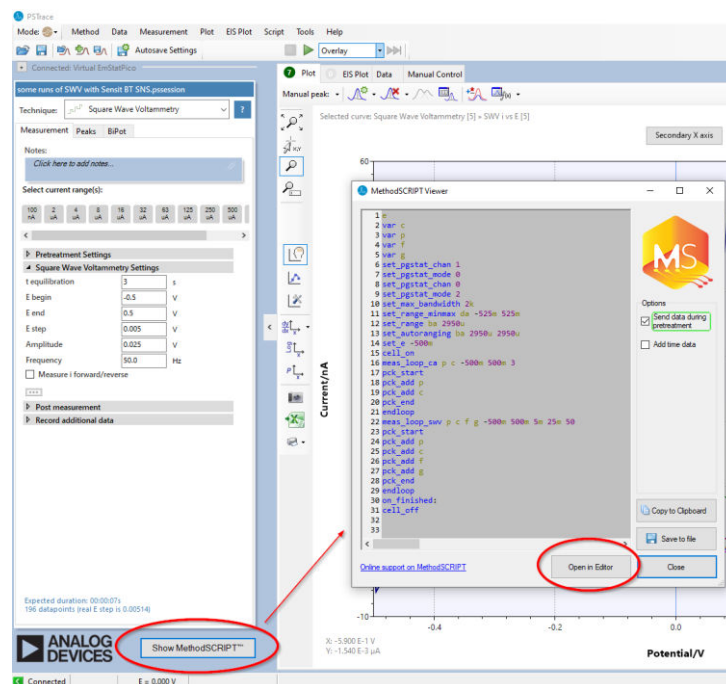 PSTrace
Mode: Method Data Measurement Plot EIS Plot Script Tools Help
Autosave Settings
Overlay
Connected: Virtual EmStatPico
some runs of SWV with Sensit BT SNS.pssession
Technique: Square Wave Voltammetry ?
Measurement Peaks BiPot
Notes:
Click here to add notes...
Select current range(s):
100 nA 2 uA 4 uA 8 uA 16 uA 32 uA 63 uA 125 uA 250 uA 500 uA
Pretreatment Settings
Square Wave Voltammetry Settings
t equilibration 3 s
E begin -0.5 V
E end 0.5 V
E step 0.005 V
Amplitude 0.025 V
Frequency 50.0 Hz
Measure i forward/reverse
Post measurement
Record additional data
Expected duration: 00:00:07s
196 datapoints (real E step is 0.00514)
ANALOG DEVICES
Show MethodSCRIPT™
Connected E = 0.000 V
7 Plot EIS Plot Data Manual Control
Manual peak:
Selected curve: Square Wave Voltammetry [5] • SWV i vs E [5]
Secondary X axis
60
Current/nA
-10
-0.4 -0.2 0.0
X: -5.900 E-1 V
Y: -1.540 E-3 µA
Potential/V
MethodSCRIPT Viewer
1 e
2 var c
3 var p
4 var f
5 var g
6 set_pgstat_chan 1
7 set_pgstat_mode 0
8 set_pgstat_chan 0
9 set_pgstat_mode 2
10 set_max_bandwidth 2k
11 set_range_minmax da -525m 525m
12 set_range ba 2950u
13 set_autoranging ba 2950u 2950u
14 set_e -500m
15 cell_on
16 meas_loop_ca p c -500m 500m 3
17 pck_start
18 pck_add p
19 pck_add c
20 pck_end
21 endloop
22 meas_loop_swv p c f g -500m 500m 5m 25m 50
23 pck_start
24 pck_add p
25 pck_add c
26 pck_add f
27 pck_add g
28 pck_end
29 endloop
30 on_finished:
31 cell_off
32
33
MS
Options
Send data during pretreatment
Add time data
Copy to Clipboard
Save to file
Online support on MethodSCRIPT
Open in Editor
Close